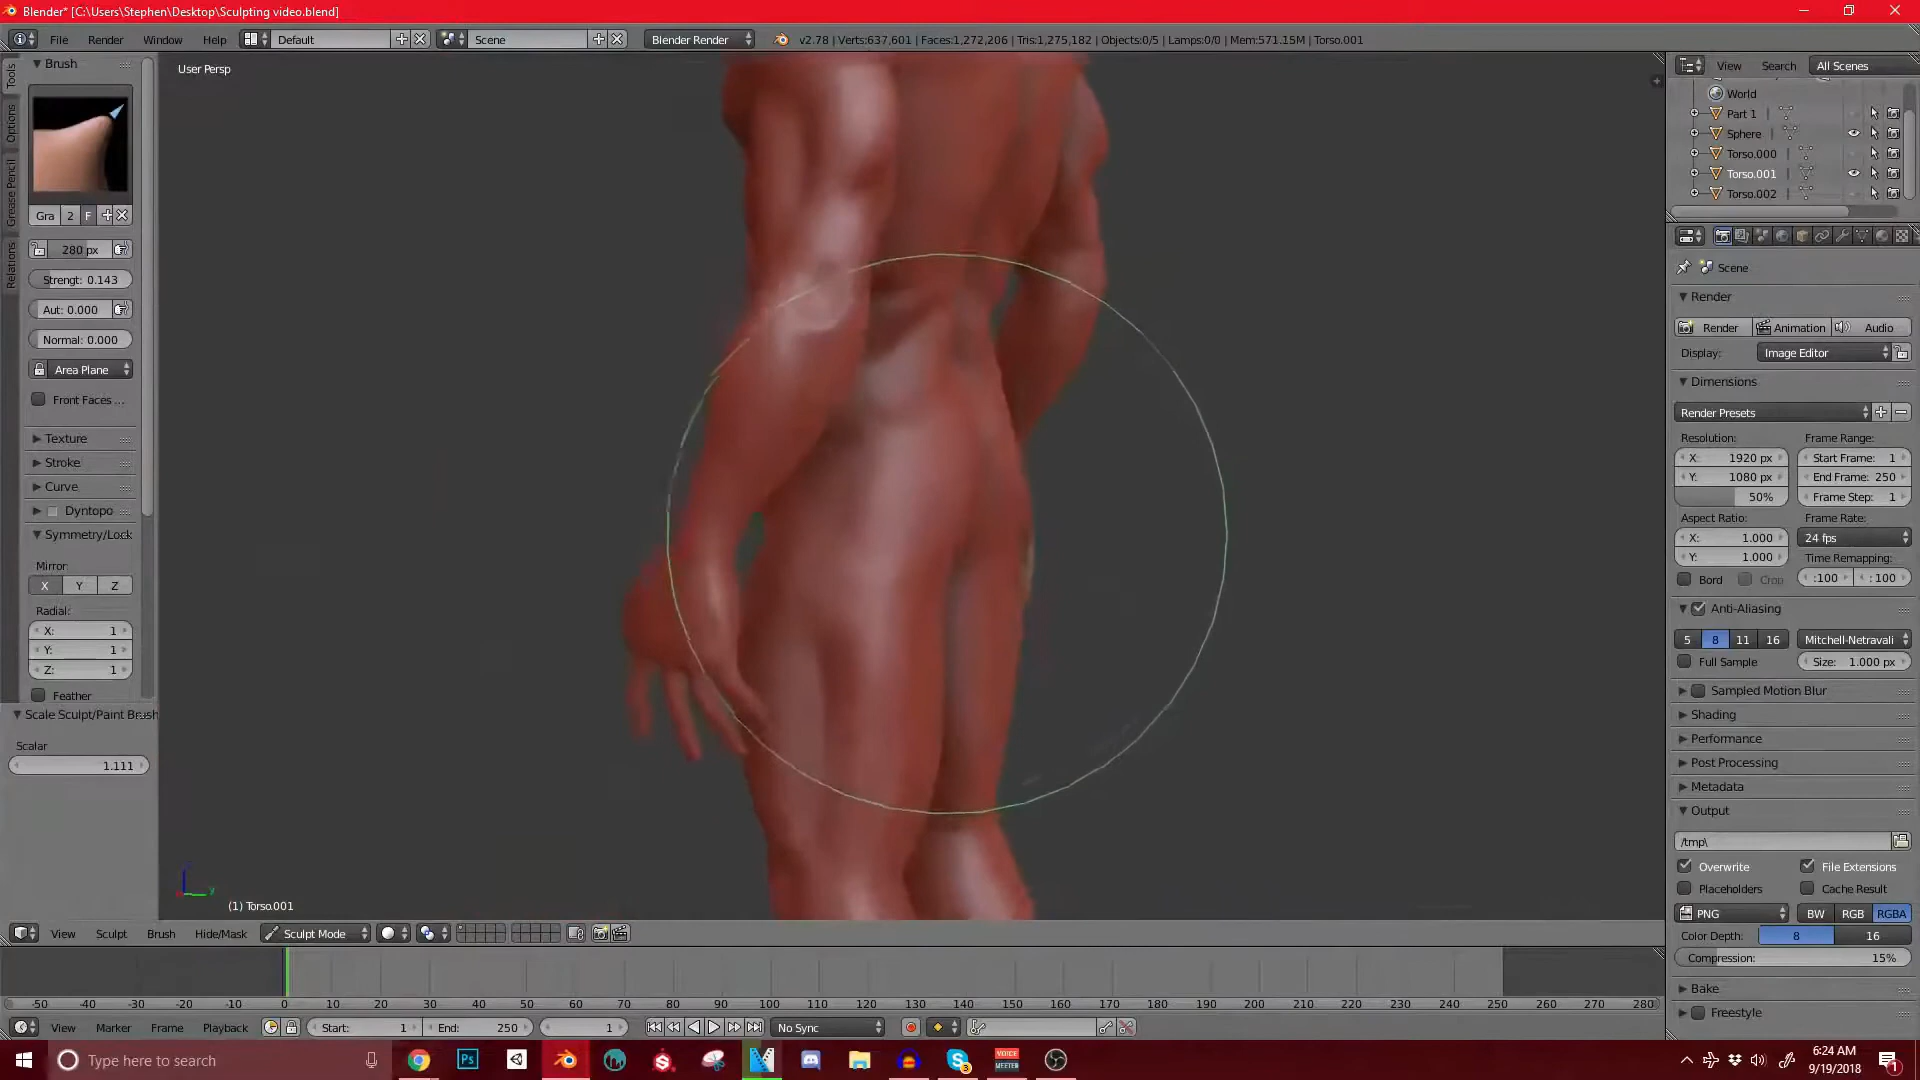 Blender* [C:\Users\Stephen\Desktop\Sculpting video.blend]
File Render Window Help Default Scene Blender Render v2.78 | Verts:637,601 | Faces:1,272,206 | Tris:1,275,182 | Objects:0/5 | Lamps:0/0 | Mem:571.15M | Torso.001
Tools
Options
Grease Pencil
Relations
Brush
Gra 2 F
280 px
Strengt: 0.143
Aut: 0.000
Normal: 0.000
Area Plane
Front Faces ...
Texture
Stroke
Curve
Dyntopo
Symmetry/Lock
Mirror:
X Y Z
Radial:
X: 1
Y: 1
Z: 1
Feather
Scale Sculpt/Paint Brush
Scalar
1.111
User Persp
(1) Torso.001
View Search All Scenes
World
Part 1
Sphere
Torso.000
Torso.001
Torso.002
Scene
Render
Render Animation Audio
Display: Image Editor
Dimensions
Render Presets
Resolution: Frame Range:
X: 1920 px Start Frame: 1
Y: 1080 px End Frame: 250
50% Frame Step: 1
Aspect Ratio: Frame Rate:
X: 1.000 24 fps
Y: 1.000 Time Remapping:
Bord Crop :100 : 100
Anti-Aliasing
5 8 11 16 Mitchell-Netravali
Full Sample Size: 1.000 px
Sampled Motion Blur
Shading
Performance
Post Processing
Metadata
Output
/tmp\
Overwrite File Extensions
Placeholders Cache Result
PNG BW RGB RGBA
Color Depth: 8 16
Compression: 15%
Bake
Freestyle
View Sculpt Brush Hide/Mask Sculpt Mode
-50 -40 -30 -20 -10 0 10 20 30 40 50 60 70 80 90 100 110 120 130 140 150 160 170 180 190 200 210 220 230 240 250 260 270 280
View Marker Frame Playback Start: 1 End: 250 1 No Sync
Type here to search
Ps
VOICE
MEETER
3
6:24 AM
9/19/2018
1